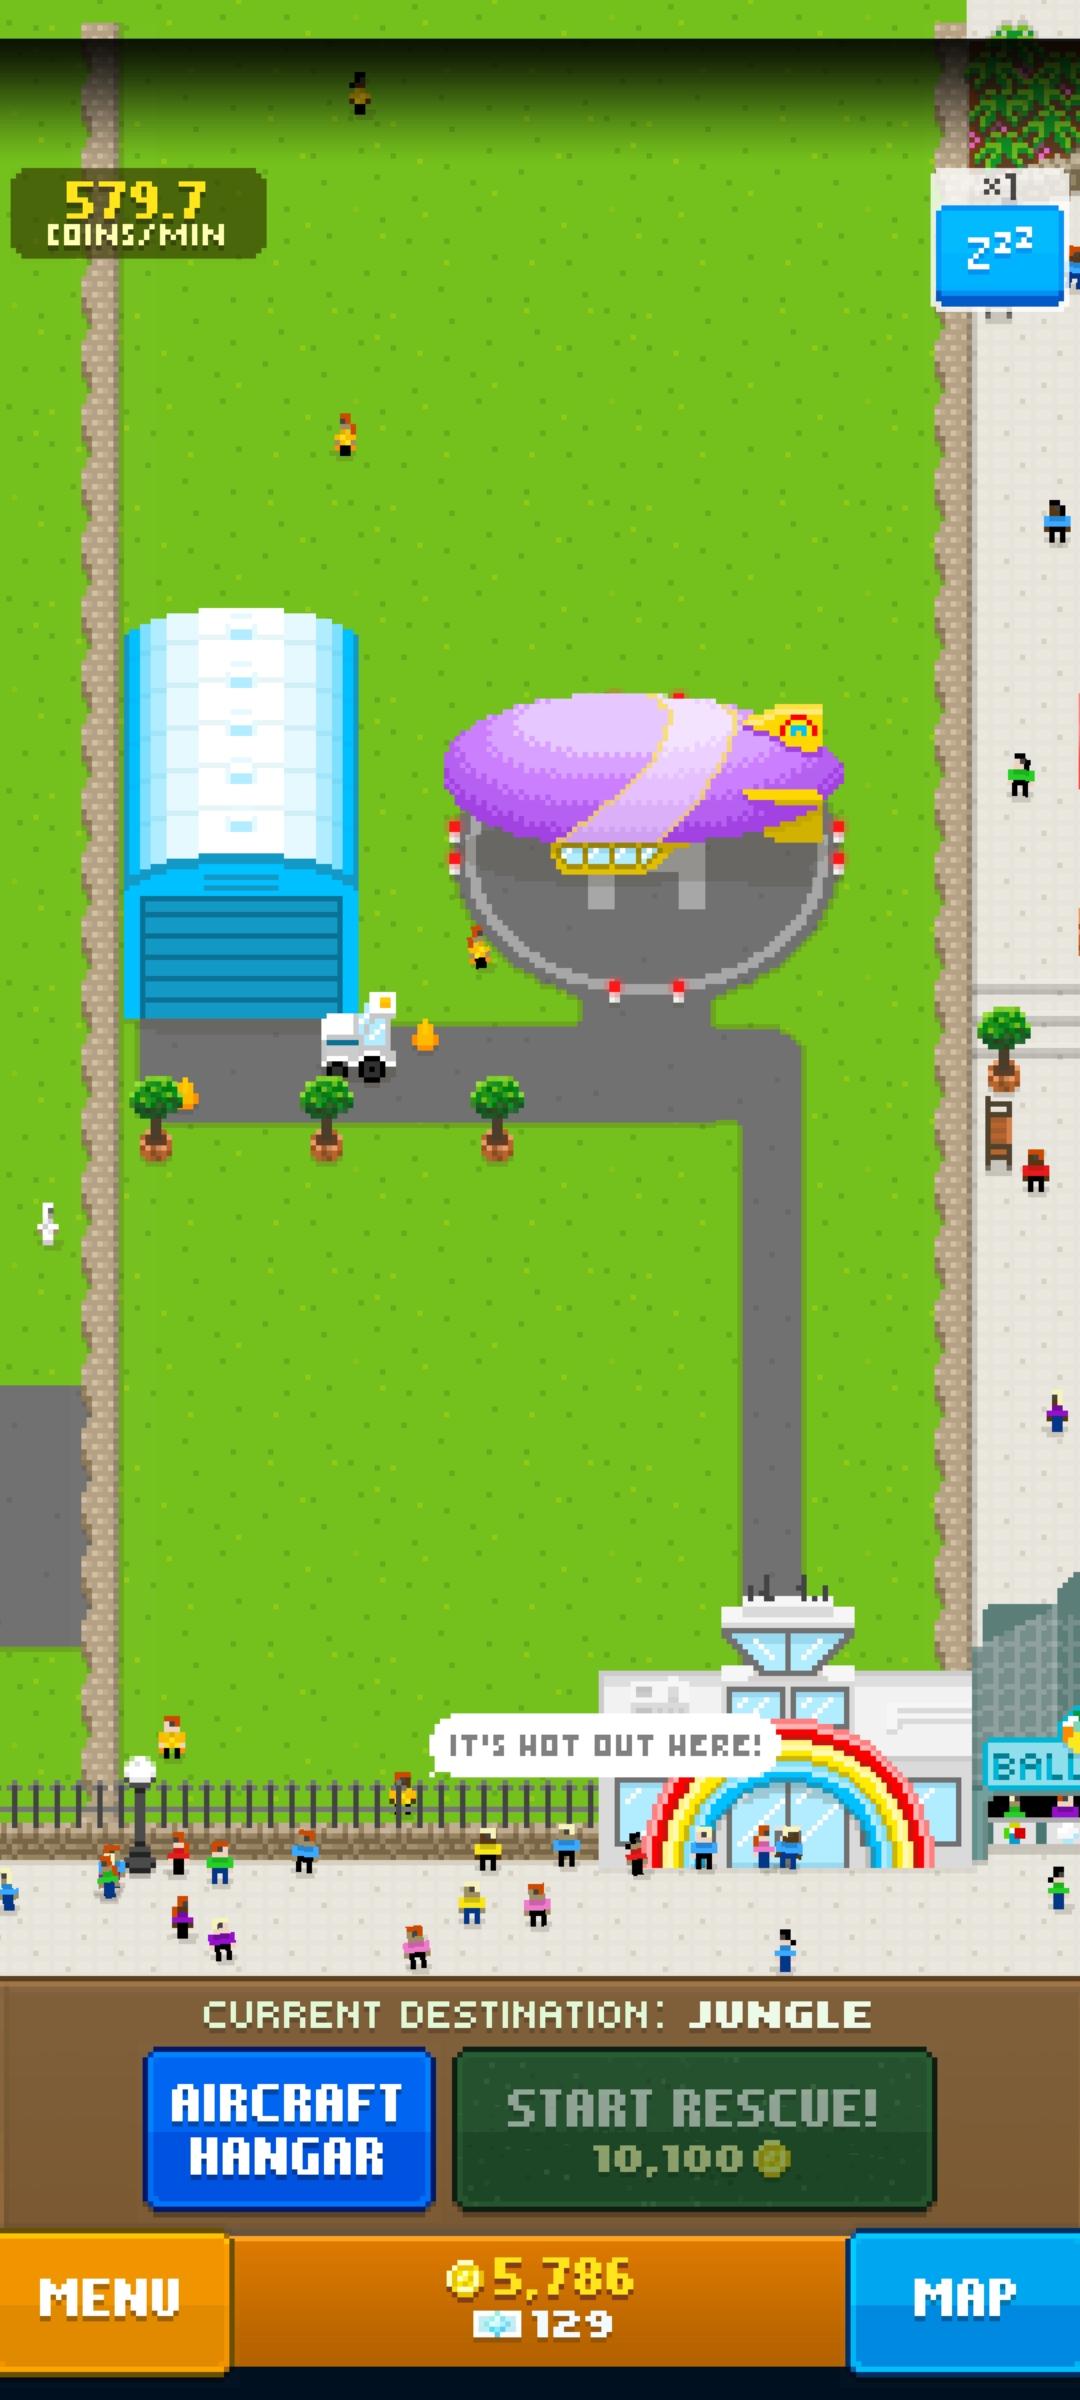 579.7
COINS/MIN
x1
Zzz
IT'S HOT OUT HERE!
BALL
CURRENT DESTINATION: JUNGLE
AIRCRAFT
HANGAR
START RESCUE!
10,100
5,786
129
MENU
MAP